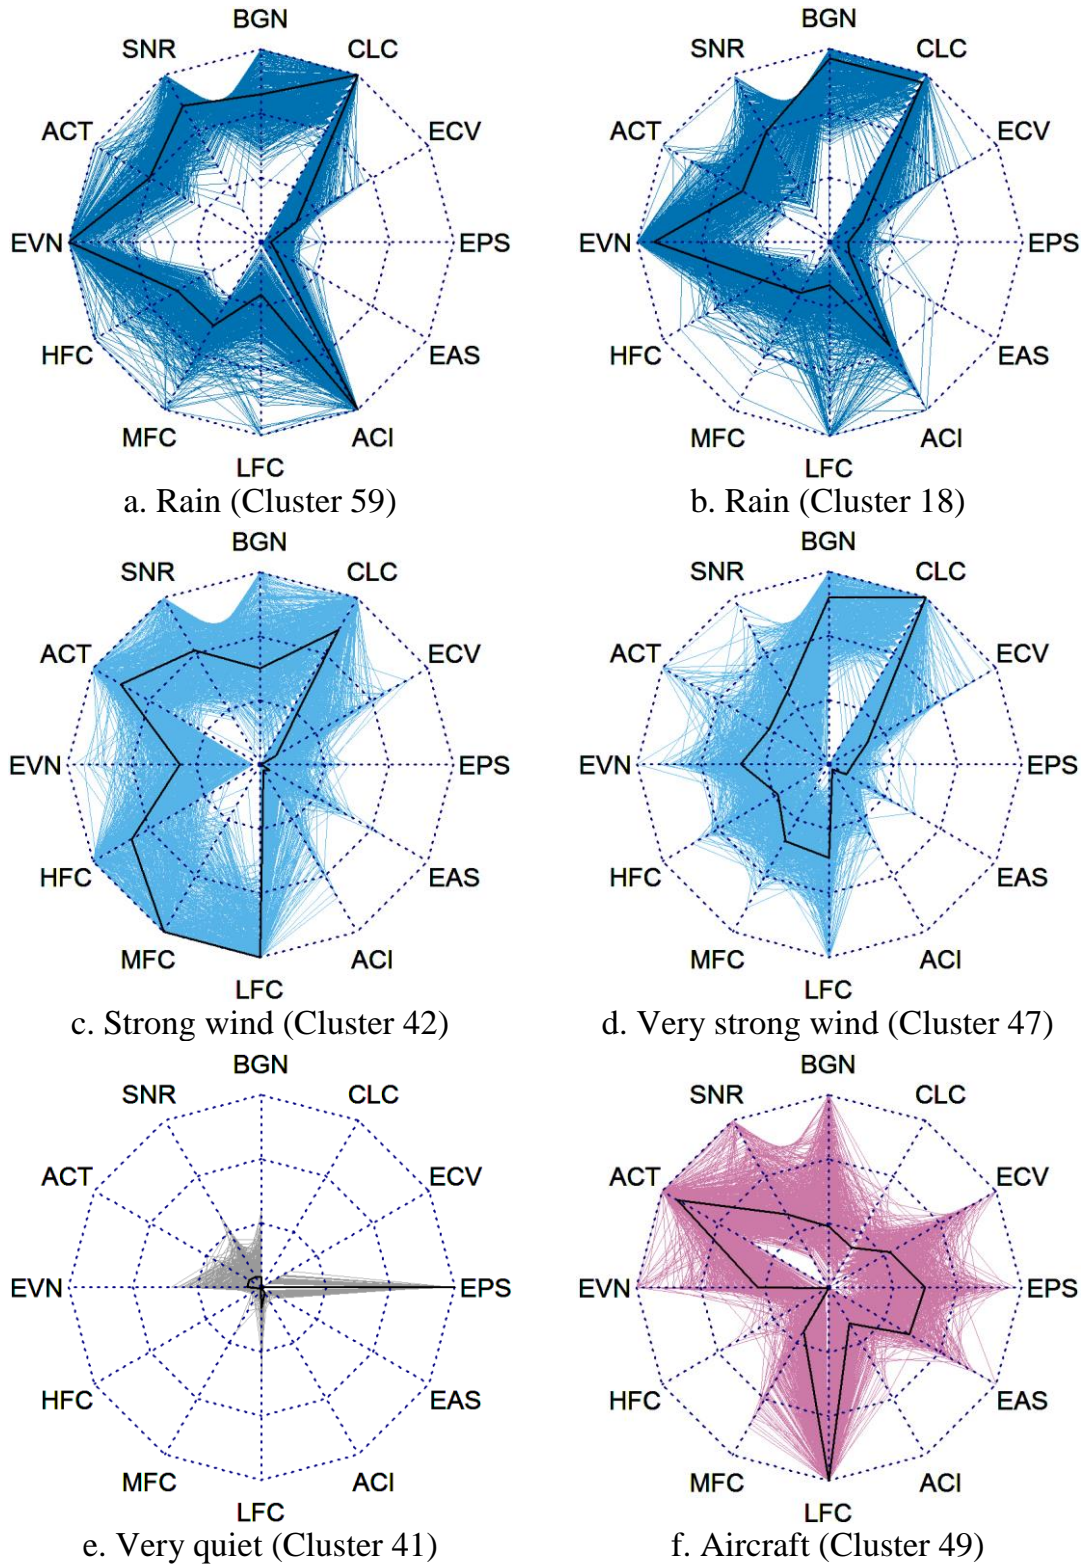 BGN BGN
SNR CLC SNR CLC
ACT ECV ACT ECV
EVN EPS EVN EPS
HFC EAS HFC EAS
MFC ACI MFC ACI
LFC LFC
a. Rain (Cluster 59) b. Rain (Cluster 18)
BGN BGN
SNR CLC SNR CLC
ACT ECV ACT ECV
EVN EPS EVN EPS
HFC EAS HFC EAS
MFC ACI MFC ACI
LFC LFC
c. Strong wind (Cluster 42) d. Very strong wind (Cluster 47)
BGN BGN
SNR CLC SNR CLC
ACT ECV ACT ECV
EVN EPS EVN EPS
HFC EAS HFC EAS
MFC ACI MFC ACI
LFC LFC
e. Very quiet (Cluster 41) f. Aircraft (Cluster 49)